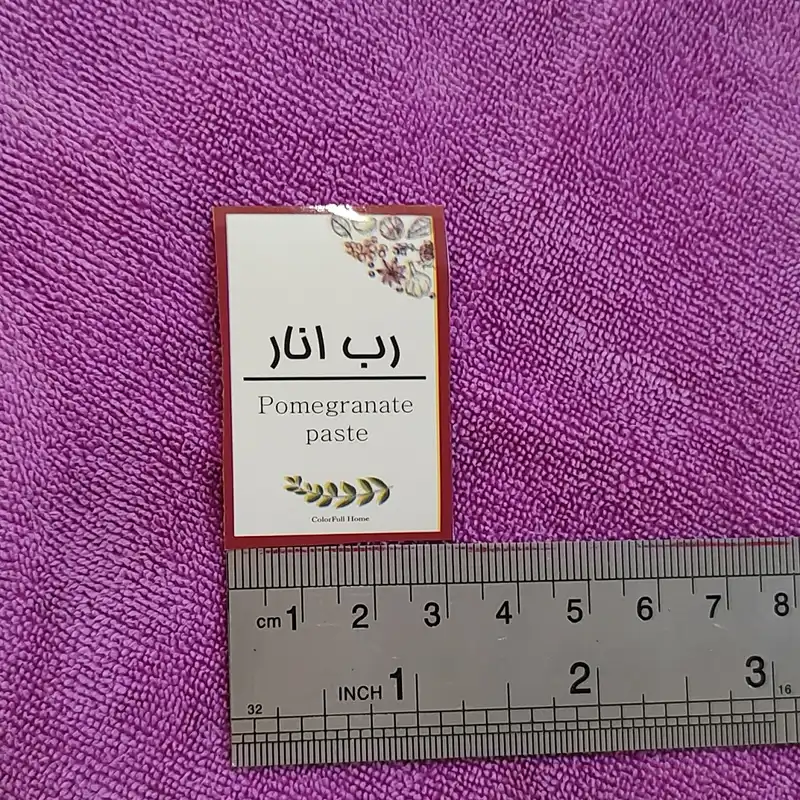 رب انار
Pomegranate
paste
ColorFull Home
cm 1 2 3 4 5 6 7 8
INCH 1 2 3
32 16